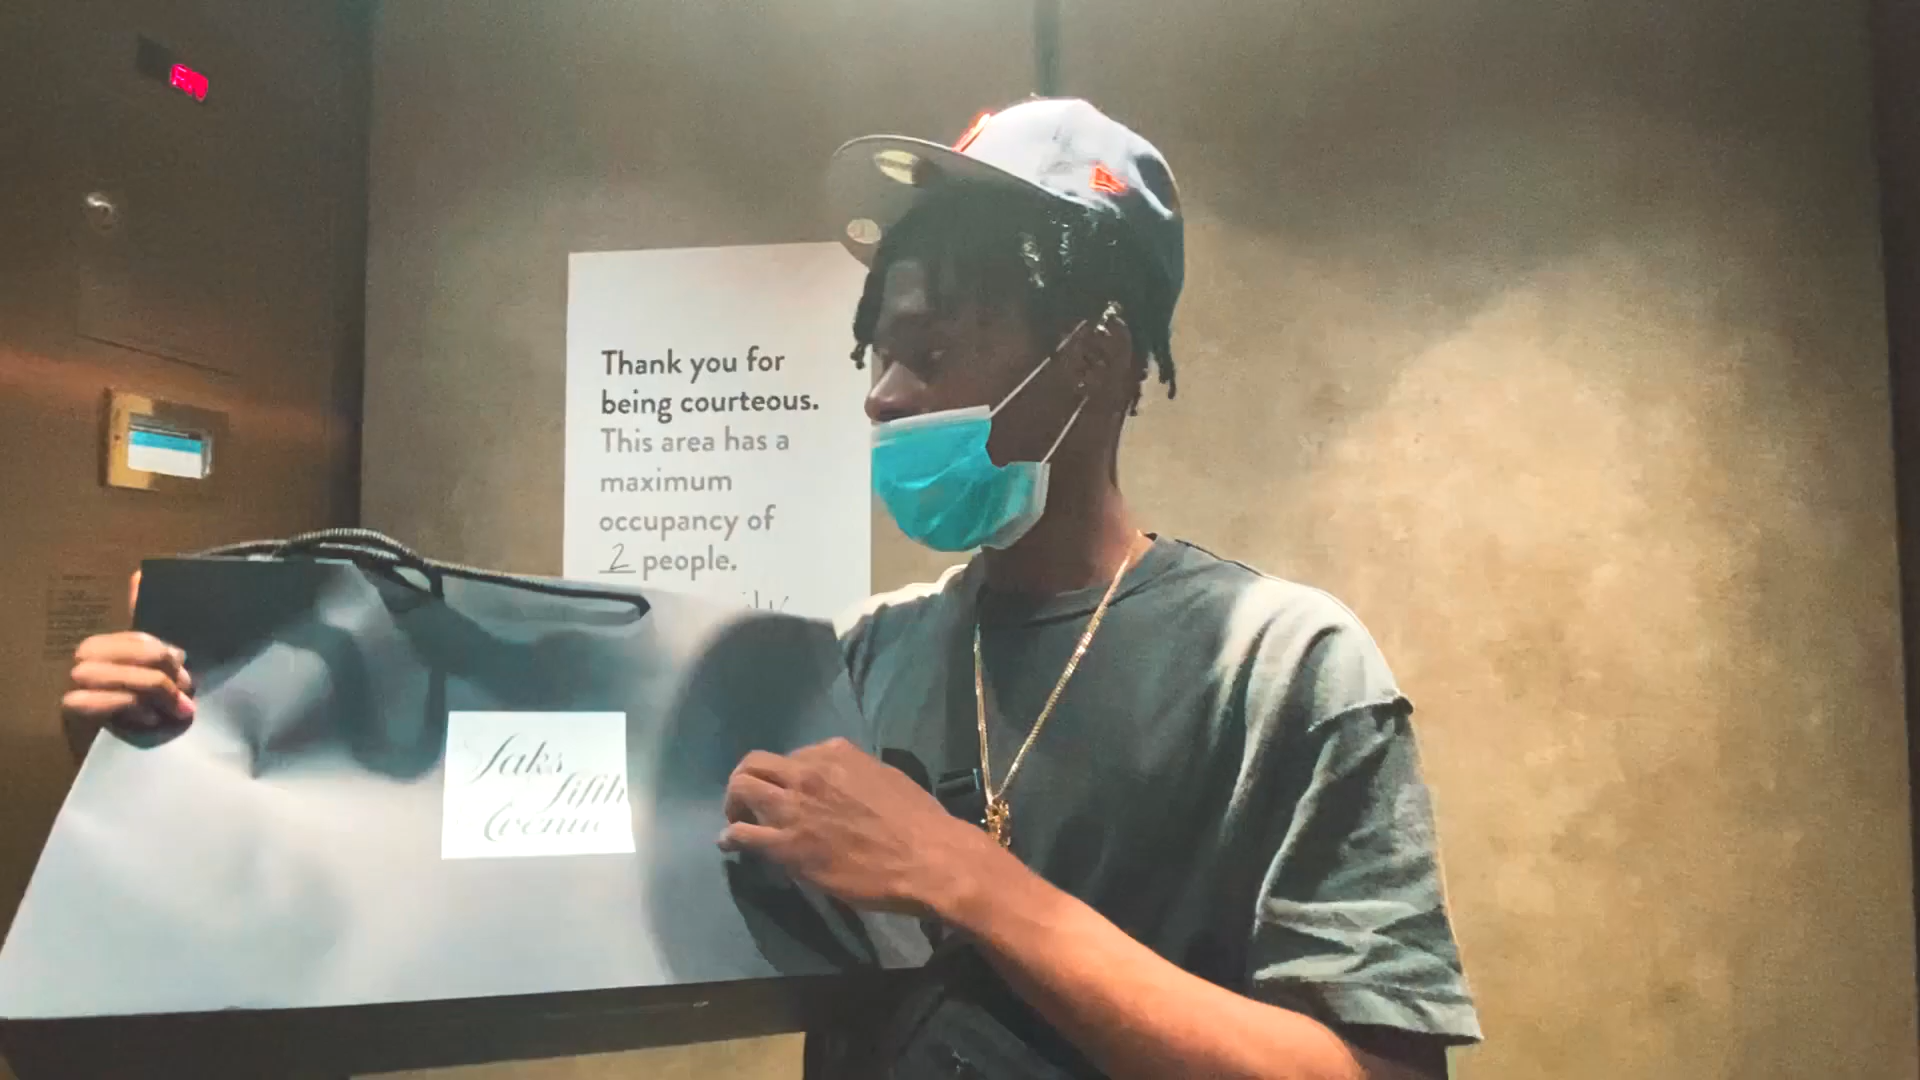 Thank you for
being courteous.
This area has a
maximum
occupancy of
2 people.
Saks
fifth
Avenue